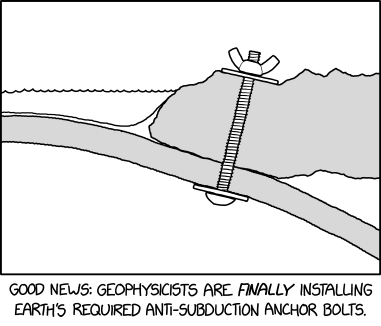 GOOD NEWS: GEOPHYSICISTS ARE FINALLY INSTALLING
EARTH'S REQUIRED ANTI-SUBDUCTION ANCHOR BOLTS.